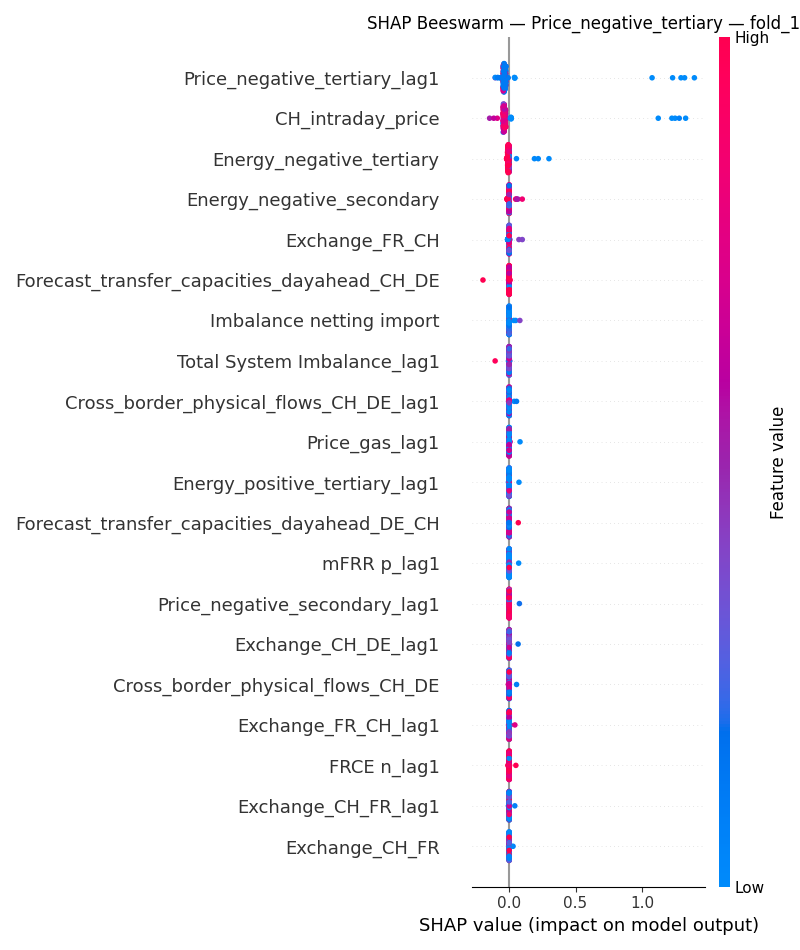 SHAP Beeswarm — Price_negative_tertiary — fold_1
High
Price_negative_tertiary_lag1
CH_intraday_price
Energy_negative_tertiary
Energy_negative_secondary
Exchange_FR_CH
Forecast_transfer_capacities_dayahead_CH_DE
Imbalance netting import
Total System Imbalance_lag1
Cross_border_physical_flows_CH_DE_lag1
Price_gas_lag1
Energy_positive_tertiary_lag1
Forecast_transfer_capacities_dayahead_DE_CH
mFRR p_lag1
Price_negative_secondary_lag1
Exchange_CH_DE_lag1
Cross_border_physical_flows_CH_DE
Exchange_FR_CH_lag1
FRCE n_lag1
Exchange_CH_FR_lag1
Exchange_CH_FR
Feature value
Low
0.0 0.5 1.0
SHAP value (impact on model output)